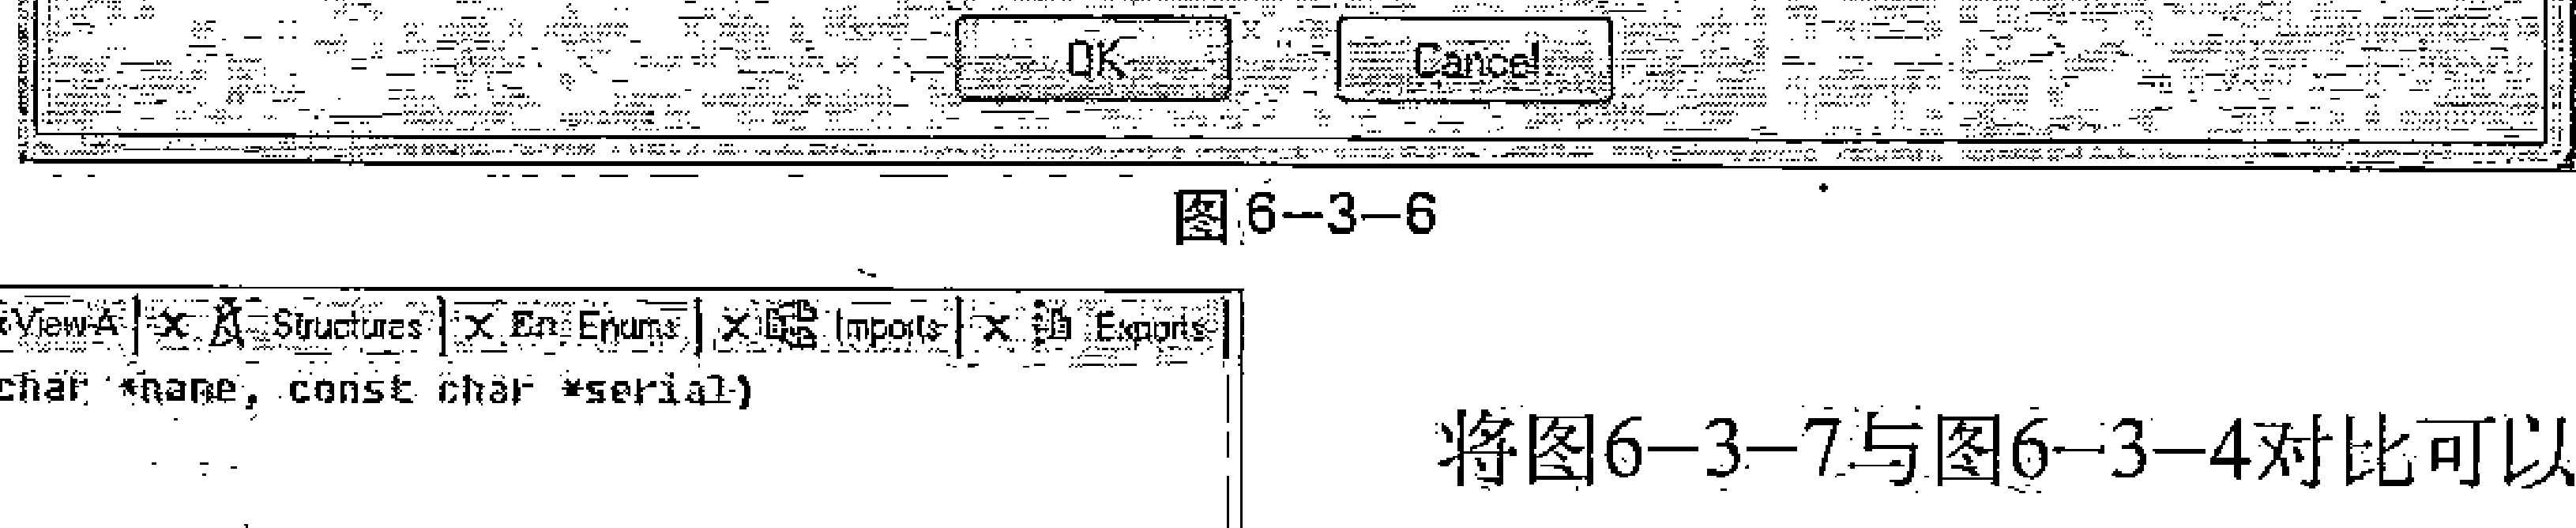 OK Cancel
图6-3-6
View-A Structures En Enums Imports Exports
char *name, const char *serial)
将图6-3-7与图6-3-4对比可以